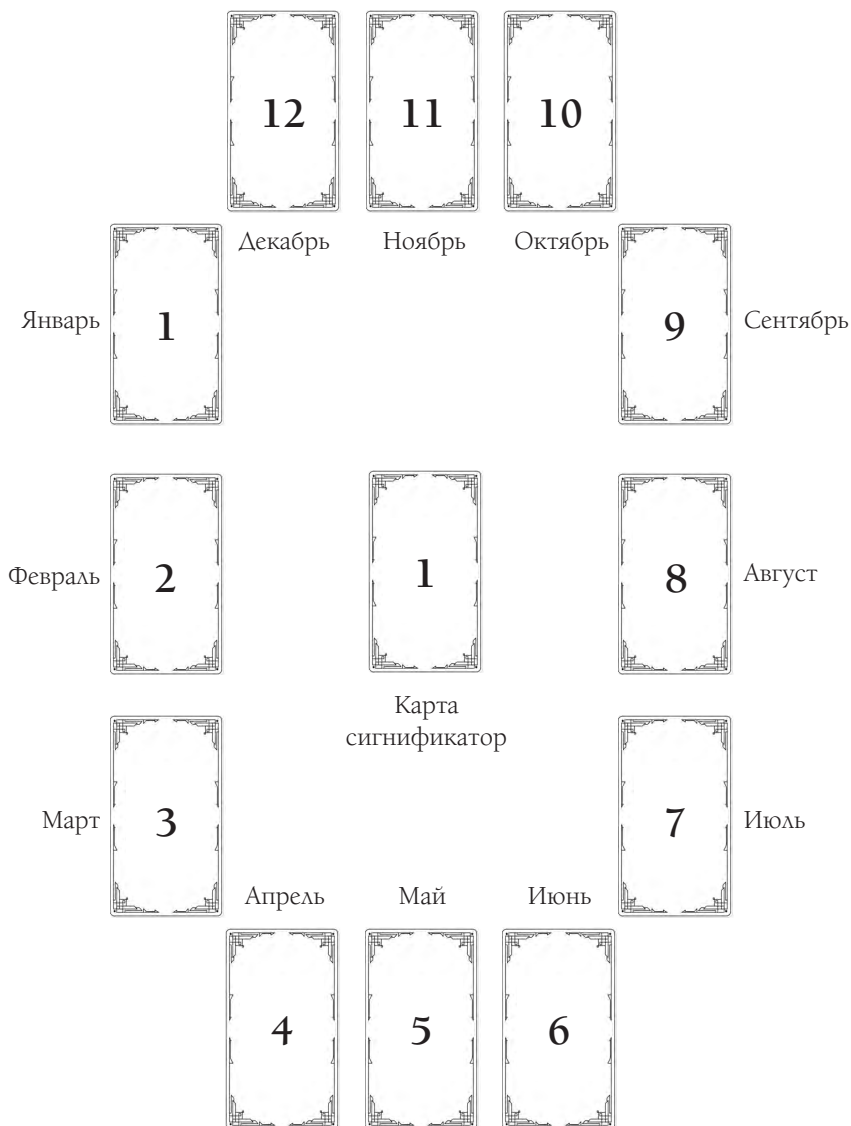 12 11 10
Декабрь Ноябрь Октябрь
Январь 1 9 Сентябрь
Февраль 2 1 8 Август
Карта
сигнификатор
Март 3 7 Июль
Апрель Май Июнь
4 5 6